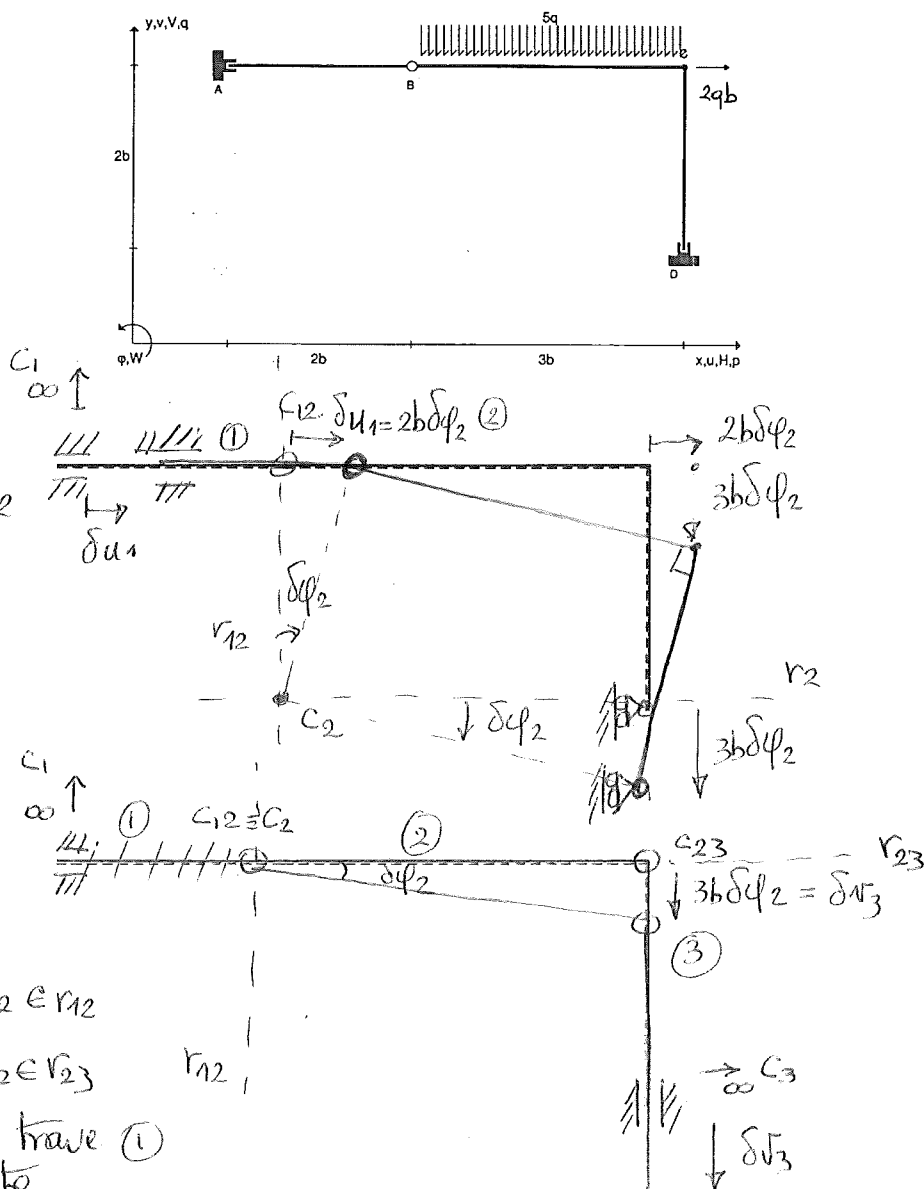 y,v,V,q
5q
A
B
2qb
2b
D
φ,W
2b
3b
x,u,H,p
C1
∞
C12
δu1=2bδφ2
②
2bδφ2
①
3bδφ2
δu1
δφ2
r12
r2
C2
δφ2
3bδφ2
C1
∞
①
C12≡C2
②
C23
r23
δφ2
3bδφ2 = δv3
③
2 ∈ r12
2 ∈ r23
r12
∞ C3
trave ①
to
δv3